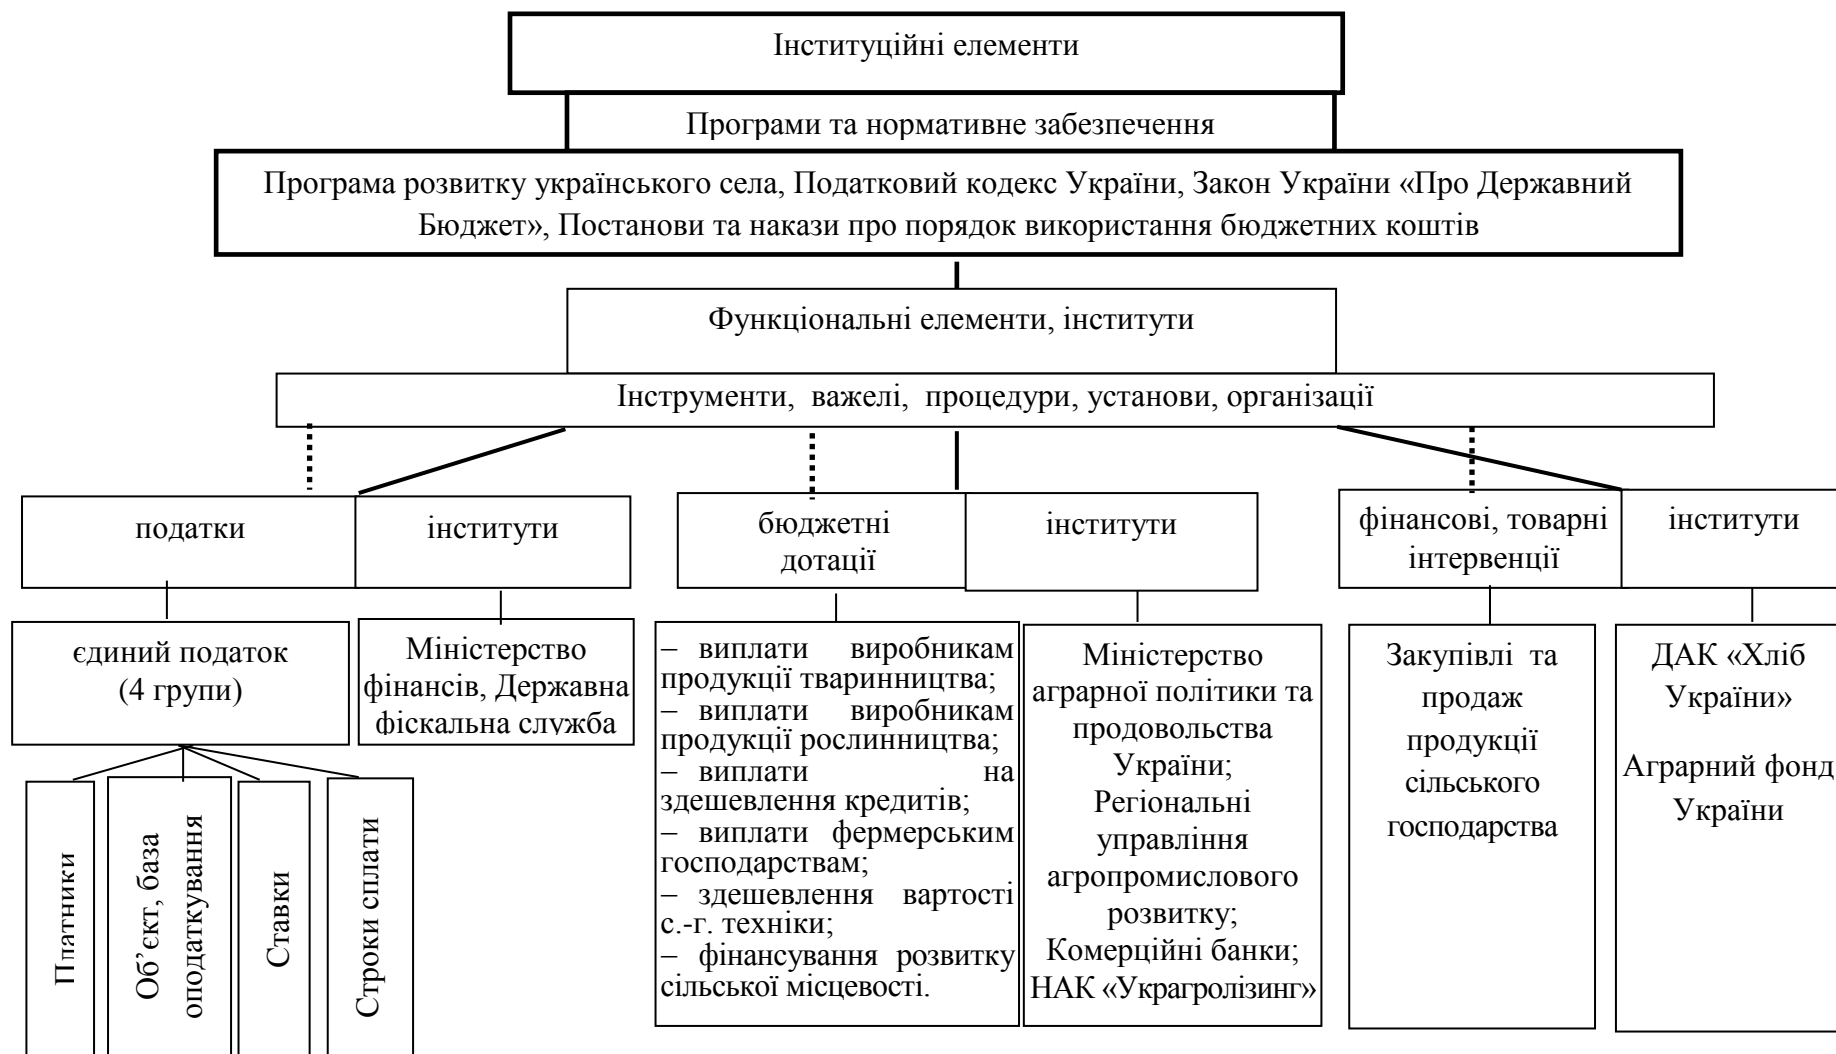 Інституційні елементи
Програми та нормативне забезпечення
Програма розвитку українського села, Податковий кодекс України, Закон України «Про Державний
Бюджет», Постанови та накази про порядок використання бюджетних коштів
Функціональні елементи, інститути
Інструменти, важелі, процедури, установи, організації
податки
інститути
бюджетні
дотації
інститути
фінансові, товарні
інтервенції
інститути
єдиний податок
(4 групи)
Міністерство
фінансів, Державна
фіскальна служба
– виплати виробникам
продукції тваринництва;
– виплати виробникам
продукції рослинництва;
– виплати на
здешевлення кредитів;
– виплати фермерським
господарствам;
– здешевлення вартості
с.-г. техніки;
– фінансування розвитку
сільської місцевості.
Міністерство
аграрної політики та
продовольства
України;
Регіональні
управління
агропромислового
розвитку;
Комерційні банки;
НАК «Украгролізинг»
Закупівлі та
продаж
продукції
сільського
господарства
ДАК «Хліб
України»
Аграрний фонд
України
Платники
Об’єкт, база
оподаткування
Ставки
Строки сплати